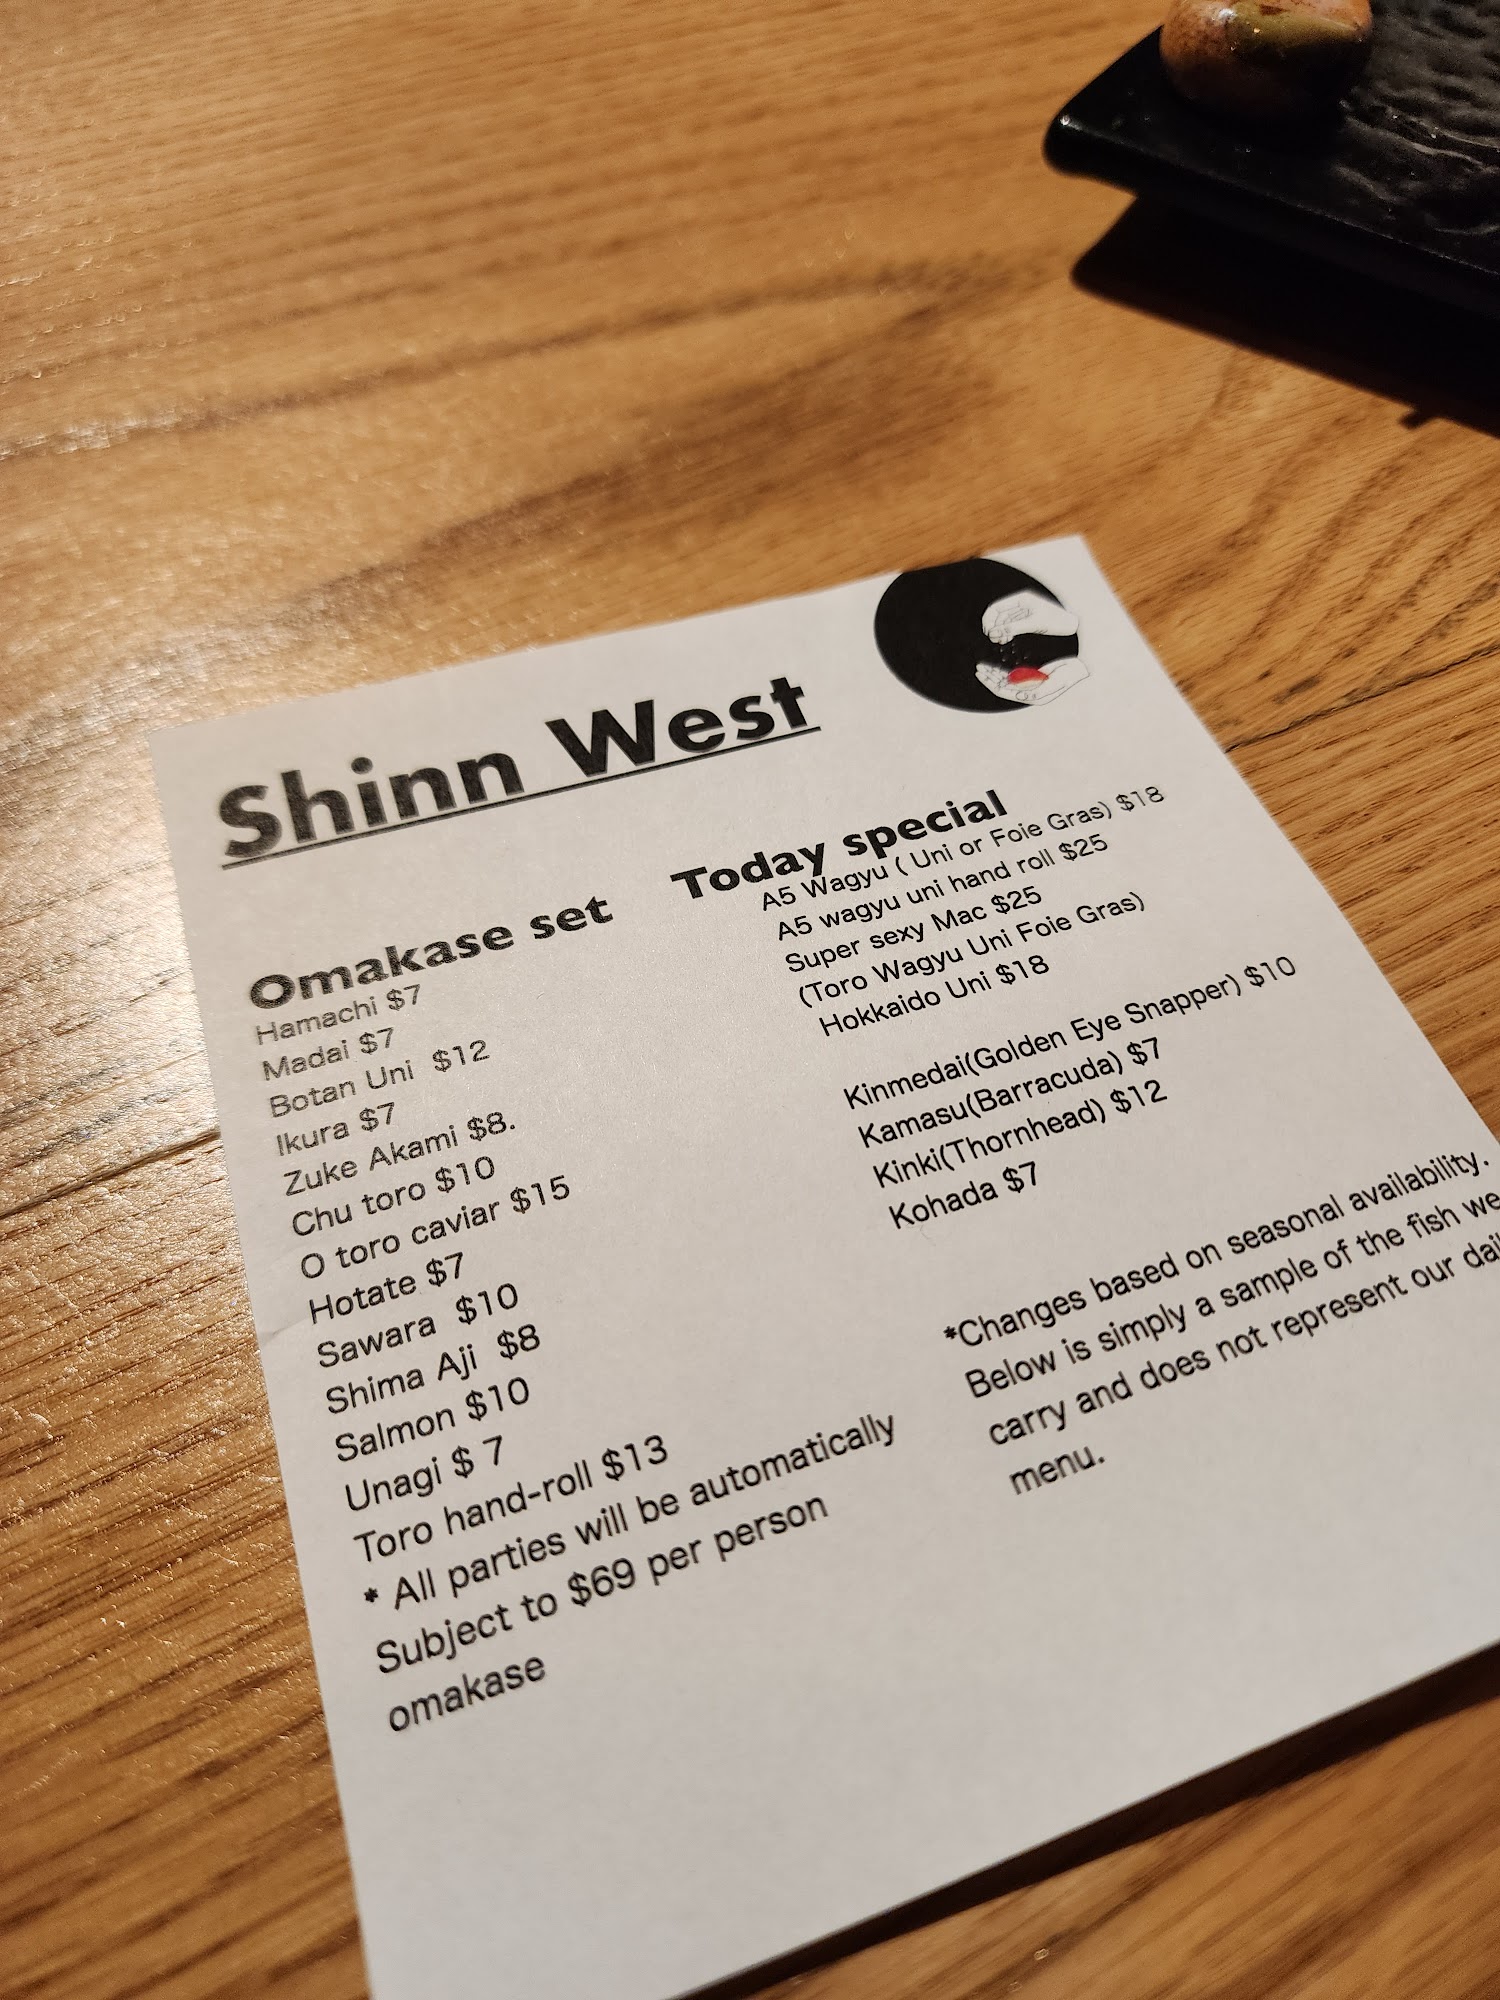 Shinn West
Omakase set
Hamachi $7
Madai $7
Botan Uni $12
Ikura $7
Zuke Akami $8.
Chu toro $10
O toro caviar $15
Hotate $7
Sawara $10
Shima Aji $8
Salmon $10
Unagi $ 7
Toro hand-roll $13
* All parties will be automatically
Subject to $69 per person
omakase
Today special
A5 Wagyu ( Uni or Foie Gras) $18
A5 wagyu uni hand roll $25
Super sexy Mac $25
(Toro Wagyu Uni Foie Gras)
Hokkaido Uni $18
Kinmedai(Golden Eye Snapper) $10
Kamasu(Barracuda) $7
Kinki(Thornhead) $12
Kohada $7
*Changes based on seasonal availability.
Below is simply a sample of the fish we
carry and does not represent our
menu.